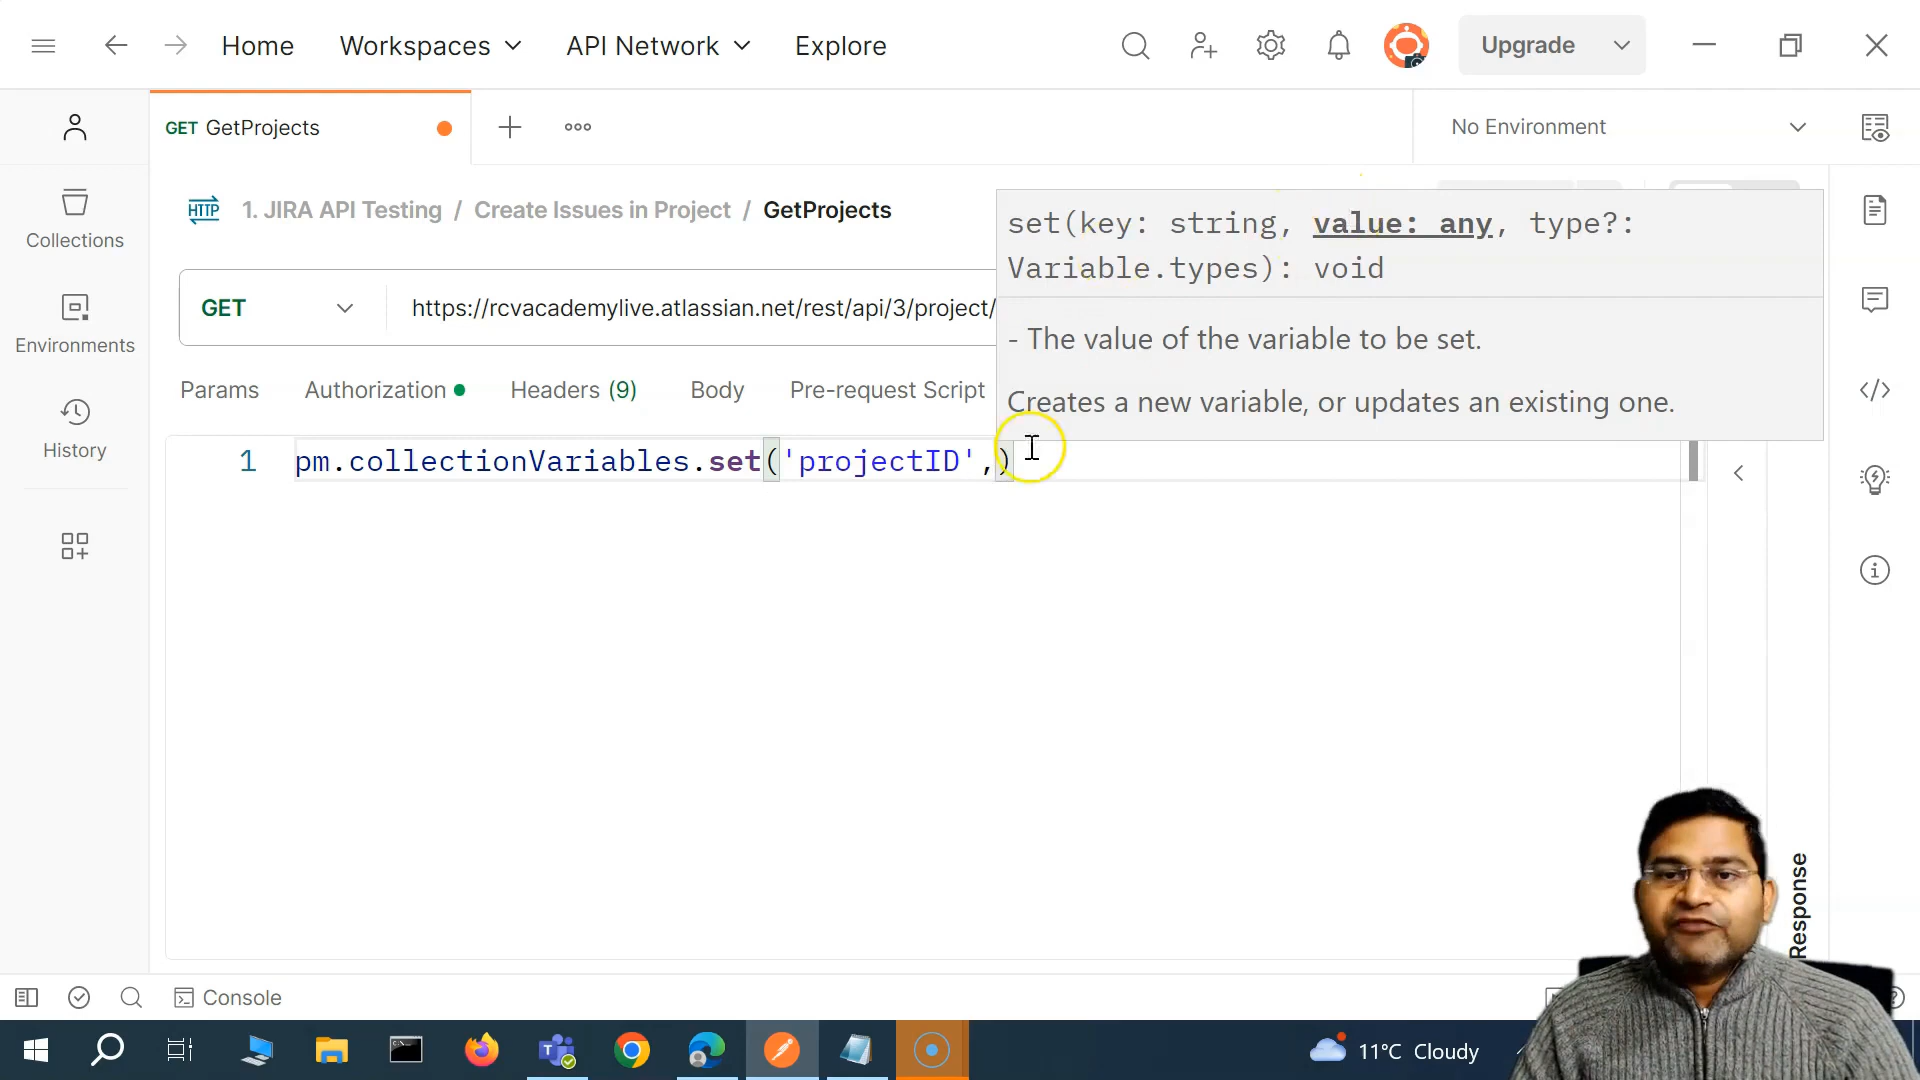 Home
Workspaces
API Network
Explore
Upgrade
GET GetProjects
No Environment
HTTP
1. JIRA API Testing / Create Issues in Project / GetProjects
Collections
Environments
History
GET
https://rcvacademylive.atlassian.net/rest/api/3/project/
set(key: string, value: any, type?:
Variable.types): void
- The value of the variable to be set.
Creates a new variable, or updates an existing one.
Params
Authorization
Headers (9)
Body
Pre-request Script
1 pm.collectionVariables.set('projectID',)
Response
Console
11°C Cloudy